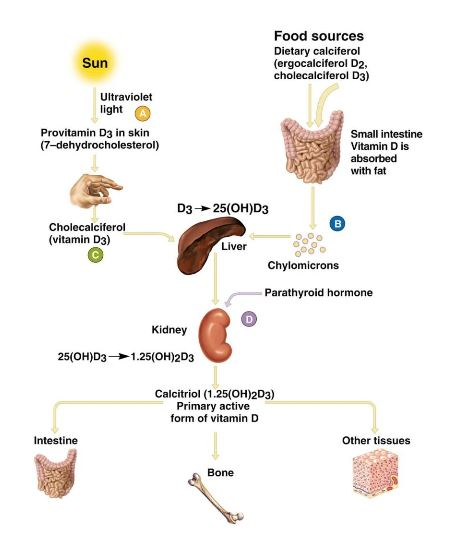 Food sources
Dietary calciferol
(ergocalciferol D2,
cholecalciferol D3)
Sun
Ultraviolet
light
A
Provitamin D3 in skin
(7–dehydrocholesterol)
Small intestine
Vitamin D is
absorbed
with fat
D3 → 25(OH)D3
B
Cholecalciferol
(vitamin D3)
C
Liver
Chylomicrons
Parathyroid hormone
D
Kidney
25(OH)D3 → 1.25(OH)2D3
Calcitriol (1.25(OH)2D3)
Primary active
form of vitamin D
Intestine
Bone
Other tissues